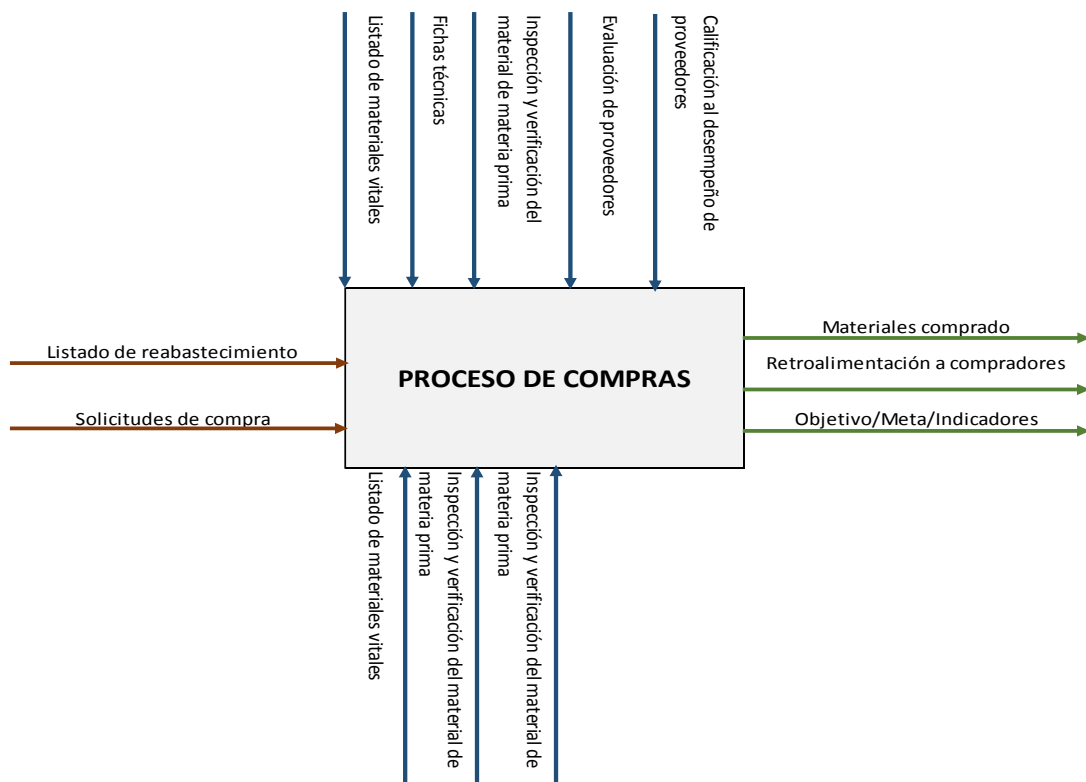 Listado de materiales vitales
Fichas técnicas
Inspección y verificación del
material de materia prima
Evaluación de proveedores
Calificación al desempeño de
proveedores
Listado de reabastecimiento
Solicitudes de compra
PROCESO DE COMPRAS
Materiales comprado
Retroalimentación a compradores
Objetivo/Meta/Indicadores
Listado de materiales vitales
Inspección y verificación del material de
materia prima
Inspección y verificación del material de
materia prima